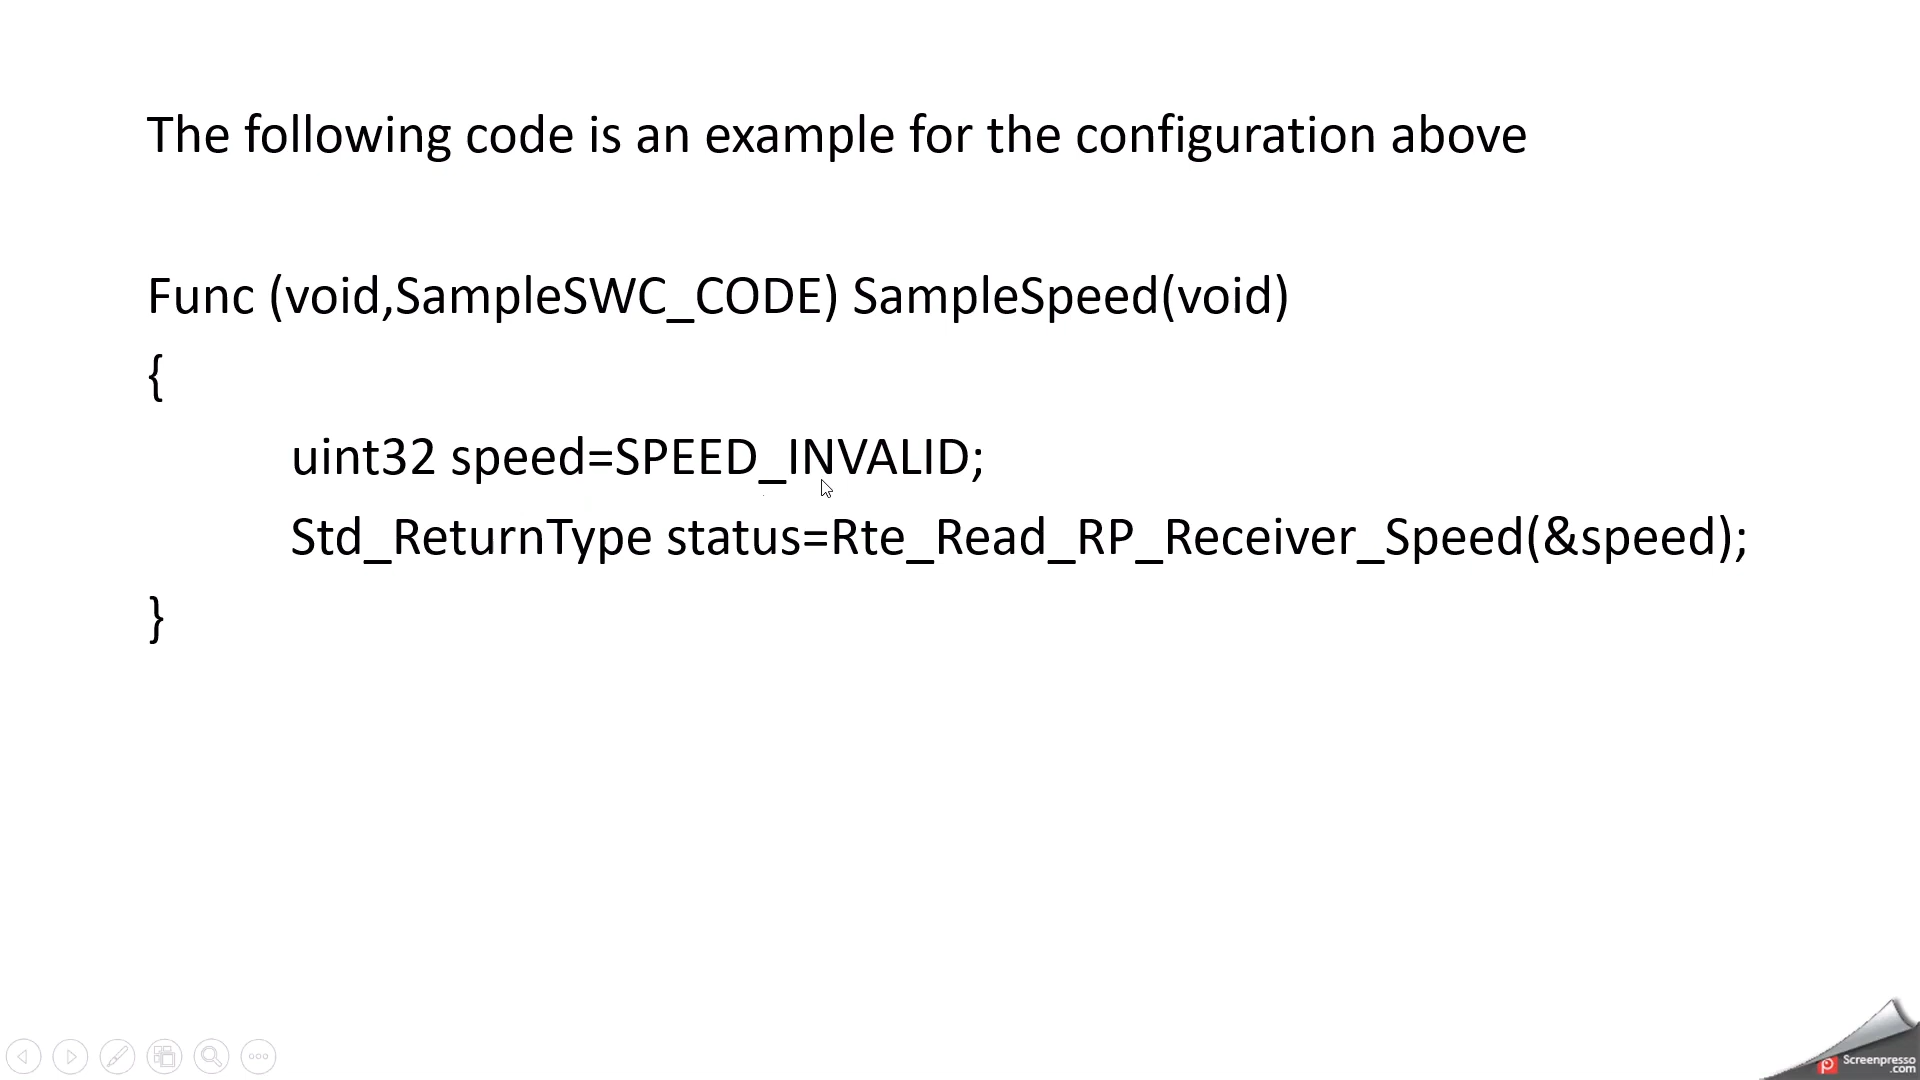 The following code is an example for the configuration above
Func (void,SampleSWC_CODE) SampleSpeed(void)
{
uint32 speed=SPEED_INVALID;
Std_ReturnType status=Rte_Read_RP_Receiver_Speed(&speed);
}
Screenpresso
.com